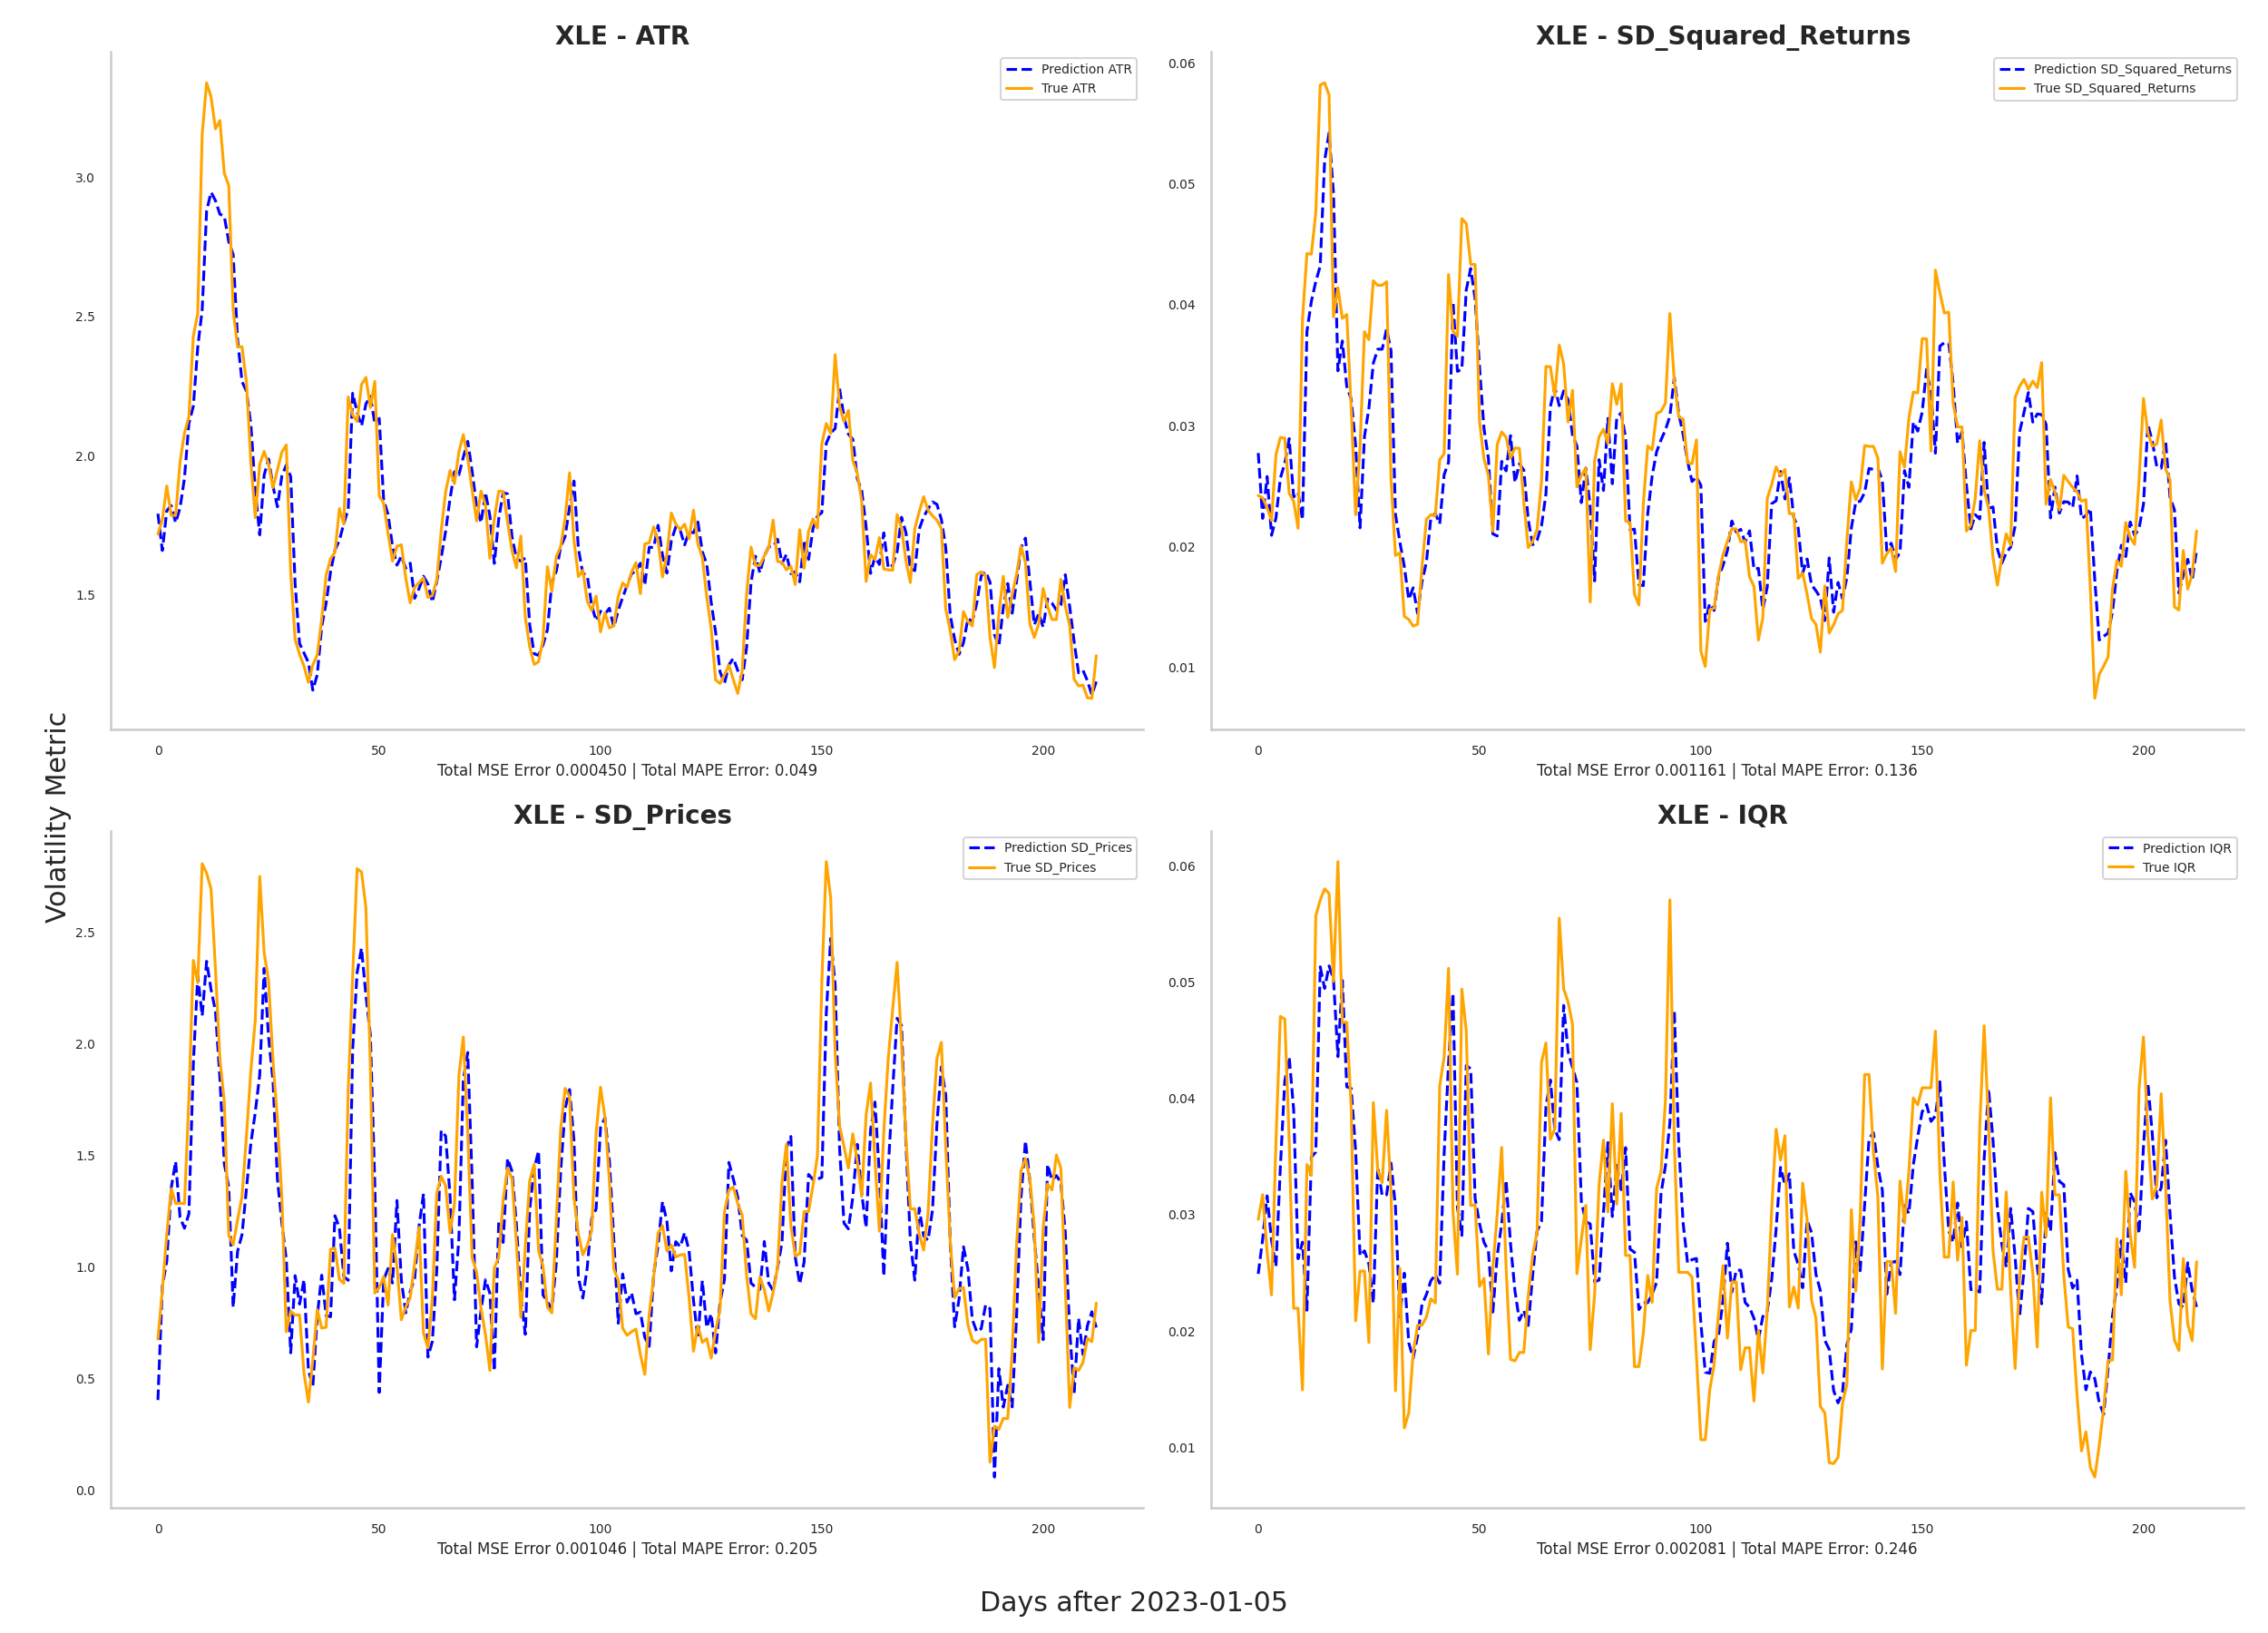 XLE - ATR
Prediction ATR
True ATR
3.0
2.5
2.0
1.5
0 50 100 150 200
Total MSE Error 0.000450 | Total MAPE Error: 0.049
XLE - SD_Squared_Returns
Prediction SD_Squared_Returns
True SD_Squared_Returns
0.06
0.05
0.04
0.03
0.02
0.01
0 50 100 150 200
Total MSE Error 0.001161 | Total MAPE Error: 0.136
Volatility Metric
XLE - SD_Prices
Prediction SD_Prices
True SD_Prices
2.5
2.0
1.5
1.0
0.5
0.0
0 50 100 150 200
Total MSE Error 0.001046 | Total MAPE Error: 0.205
XLE - IQR
Prediction IQR
True IQR
0.06
0.05
0.04
0.03
0.02
0.01
0 50 100 150 200
Total MSE Error 0.002081 | Total MAPE Error: 0.246
Days after 2023-01-05